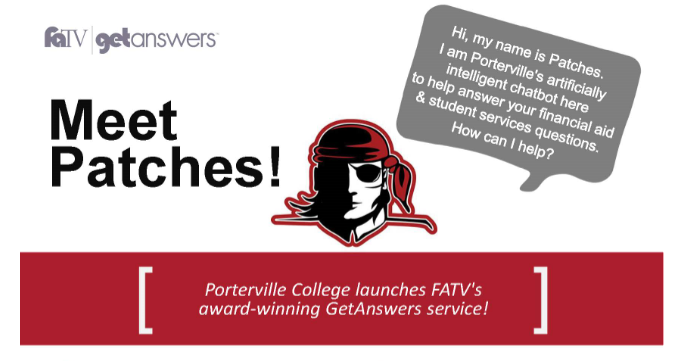 faTV | getanswers™
Hi, my name is Patches.
I am Porterville's artificially
intelligent chatbot here
to help answer your financial aid
& student services questions.
How can I help?
Meet
Patches!
[ Porterville College launches FATV's
award-winning GetAnswers service! ]